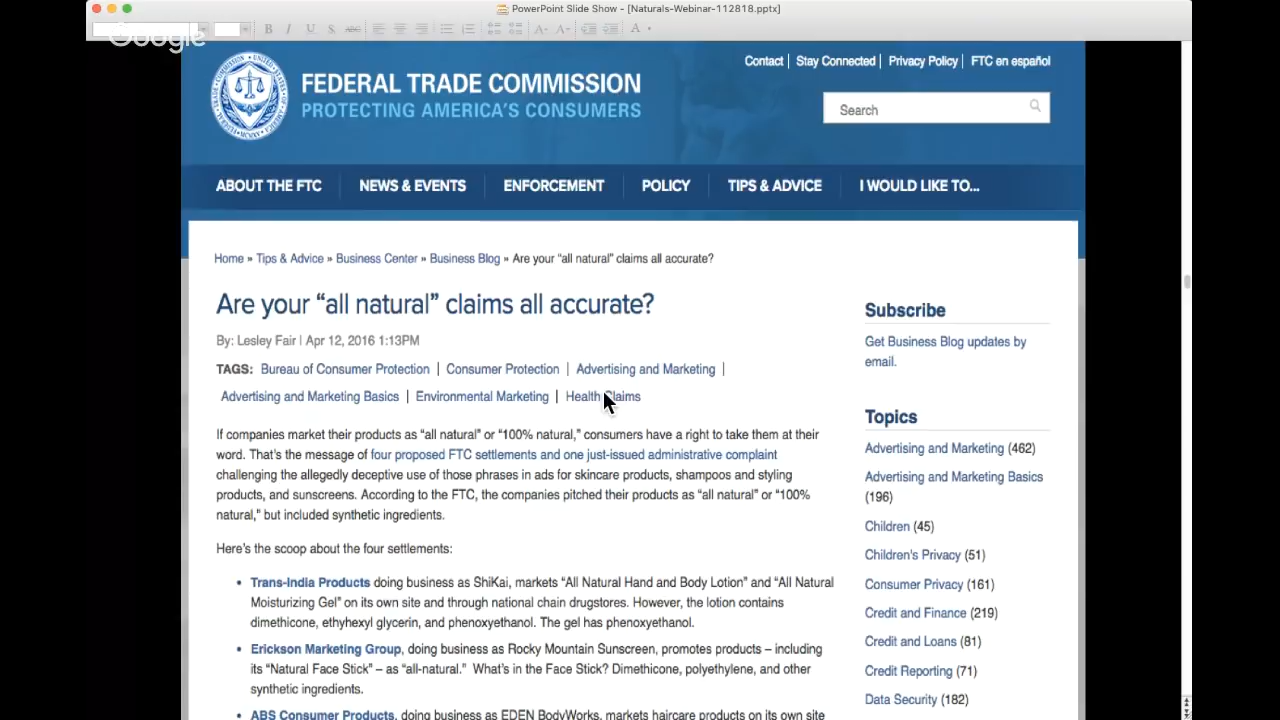 PowerPoint Slide Show - [Naturals-Webinar-112818.pptx]
Google
Contact | Stay Connected | Privacy Policy | FTC en español
FEDERAL TRADE COMMISSION
PROTECTING AMERICA'S CONSUMERS
Search
ABOUT THE FTC
NEWS & EVENTS
ENFORCEMENT
POLICY
TIPS & ADVICE
I WOULD LIKE TO...
Home » Tips & Advice » Business Center » Business Blog » Are your “all natural” claims all accurate?
Are your “all natural” claims all accurate?
By: Lesley Fair | Apr 12, 2016 1:13PM
TAGS: Bureau of Consumer Protection | Consumer Protection | Advertising and Marketing |
Advertising and Marketing Basics | Environmental Marketing | Health Claims
If companies market their products as “all natural” or “100% natural,” consumers have a right to take them at their
word. That’s the message of four proposed FTC settlements and one just-issued administrative complaint
challenging the allegedly deceptive use of those phrases in ads for skincare products, shampoos and styling
products, and sunscreens. According to the FTC, the companies pitched their products as “all natural” or “100%
natural,” but included synthetic ingredients.
Here’s the scoop about the four settlements:
• Trans-India Products doing business as ShiKai, markets “All Natural Hand and Body Lotion” and “All Natural
Moisturizing Gel” on its own site and through national chain drugstores. However, the lotion contains
dimethicone, ethyhexyl glycerin, and phenoxyethanol. The gel has phenoxyethanol.
• Erickson Marketing Group, doing business as Rocky Mountain Sunscreen, promotes products – including
its “Natural Face Stick” – as “all-natural.” What’s in the Face Stick? Dimethicone, polyethylene, and other
synthetic ingredients.
• ABS Consumer Products, doing business as EDEN BodyWorks, markets haircare products on its own site
Subscribe
Get Business Blog updates by
email.
Topics
Advertising and Marketing (462)
Advertising and Marketing Basics
(196)
Children (45)
Children's Privacy (51)
Consumer Privacy (161)
Credit and Finance (219)
Credit and Loans (81)
Credit Reporting (71)
Data Security (182)